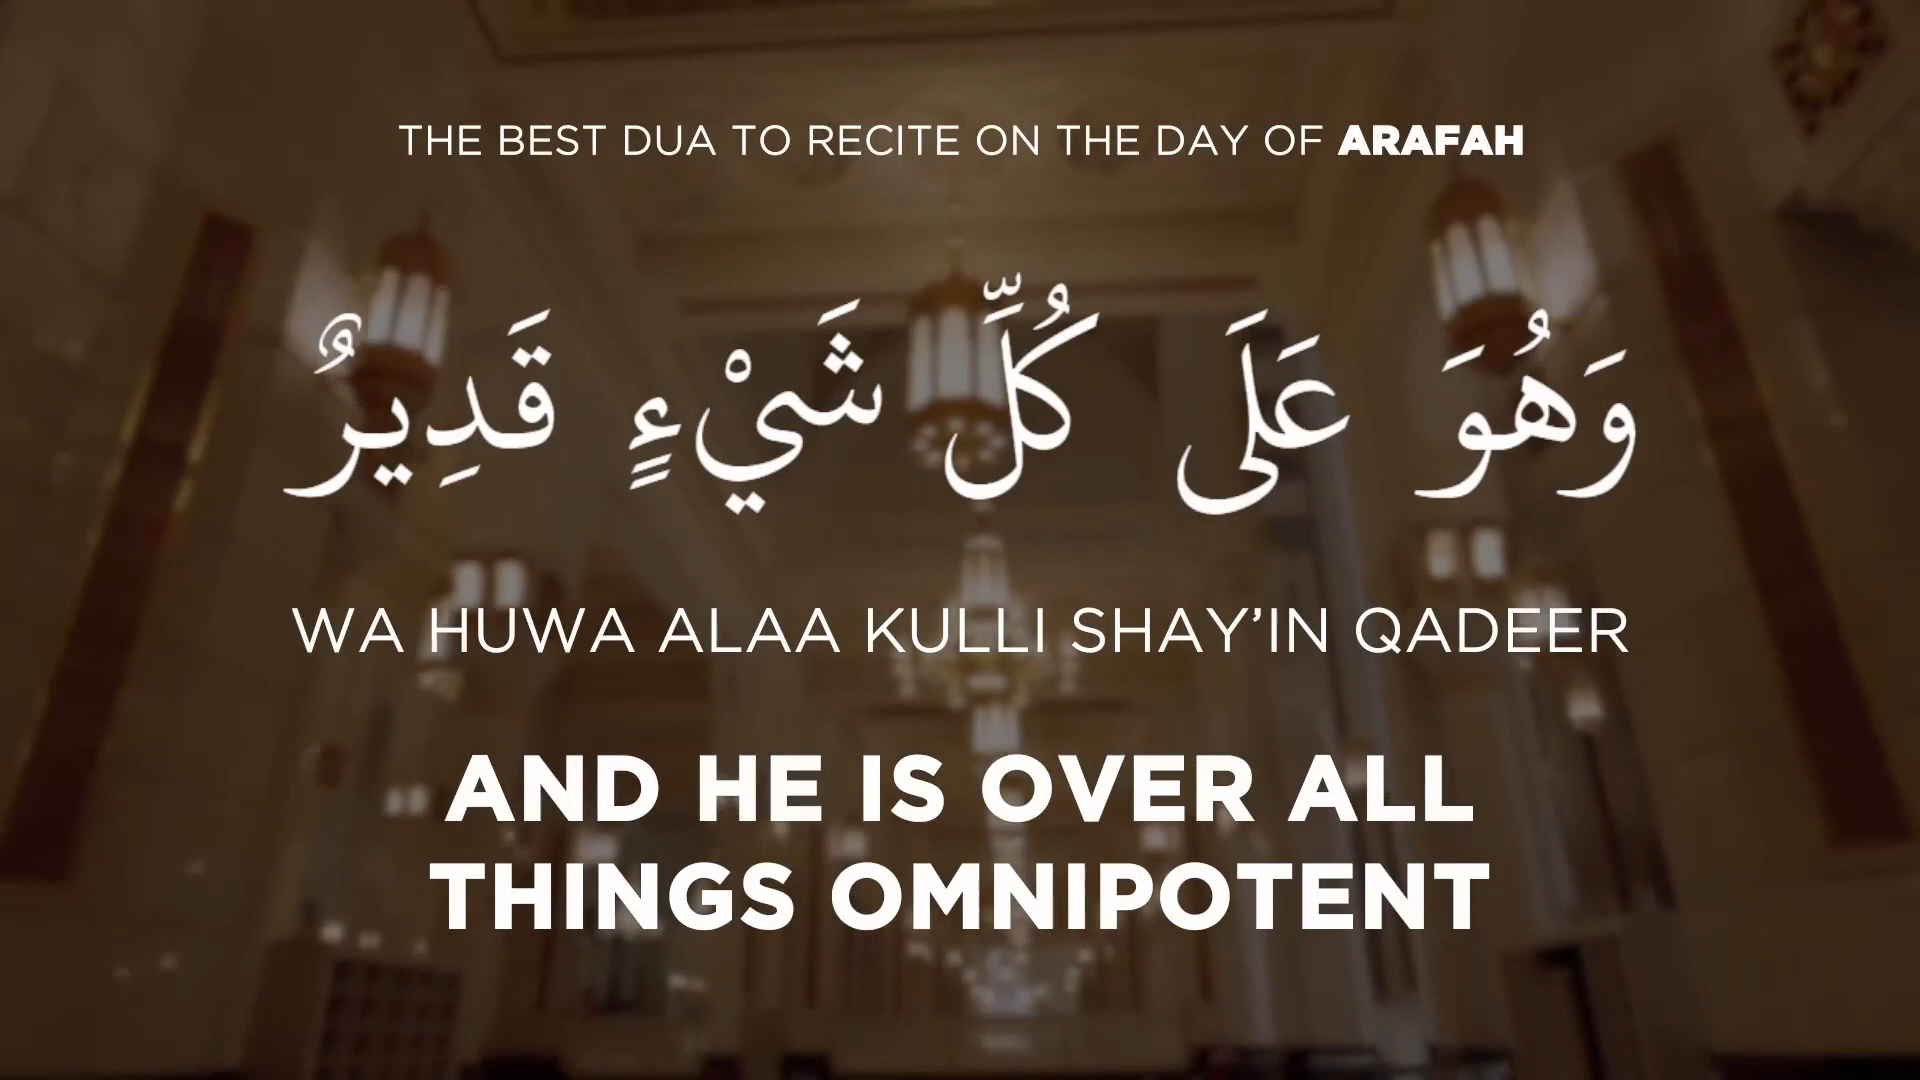 THE BEST DUA TO RECITE ON THE DAY OF ARAFAH
وَهُوَ عَلَى كُلِّ شَيْءٍ قَدِيرٌ
WA HUWA ALAA KULLI SHAY’IN QADEER
AND HE IS OVER ALL
THINGS OMNIPOTENT